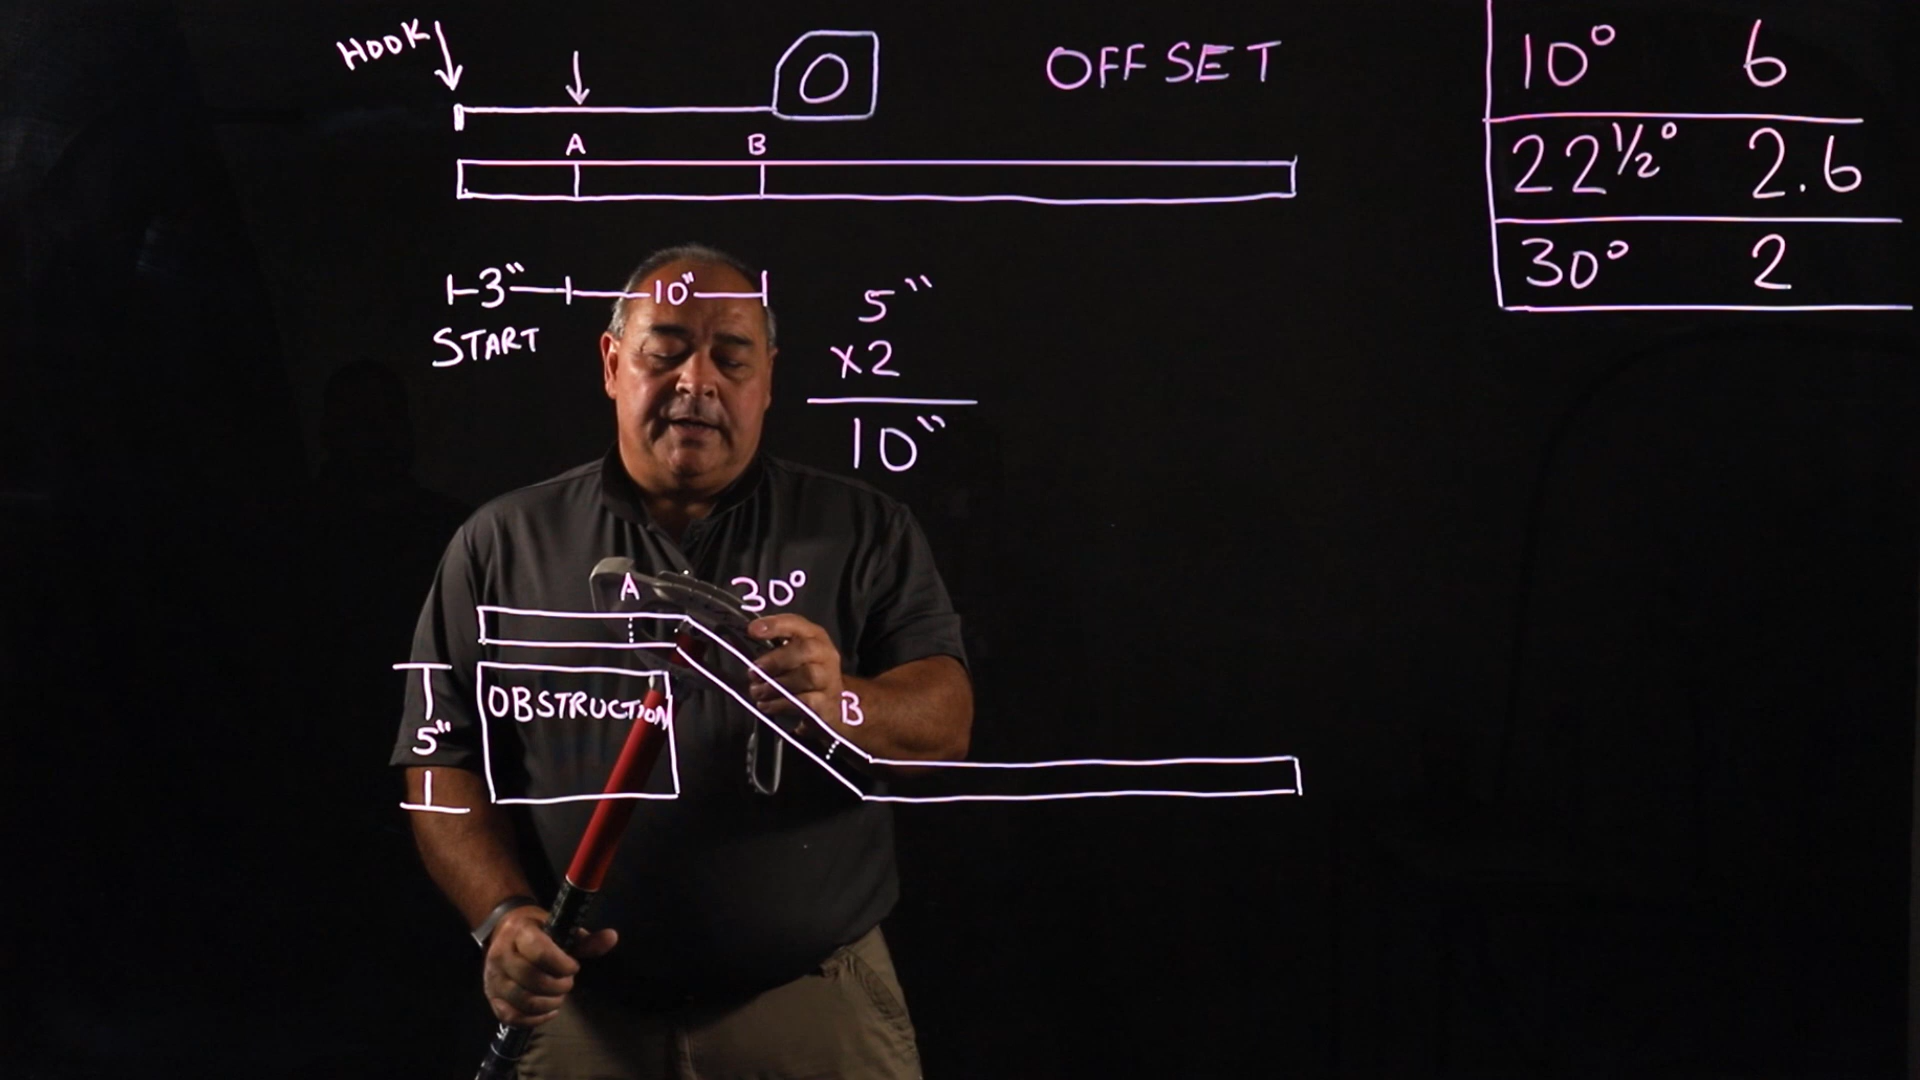 HOOK
OFFSET
A B
3" 10"
START
5"
x2
10"
10° 6
22½° 2.6
30° 2
A 30°
OBSTRUCTION
5"
B